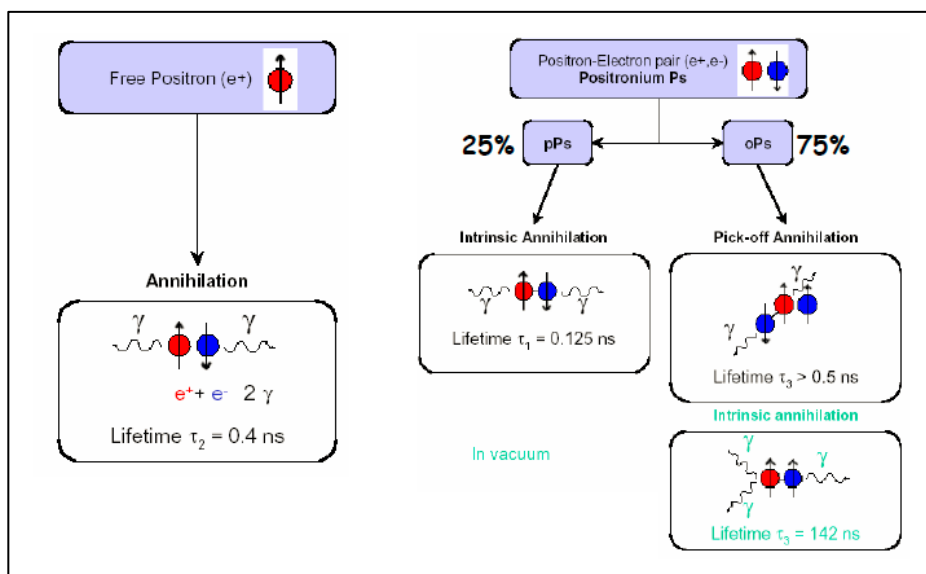 Free Positron (e+)
Annihilation
γ γ
e⁺+ e⁻ 2 γ
Lifetime τ₂ = 0.4 ns
Positron-Electron pair (e+,e-)
Positronium Ps
25% pPs oPs 75%
Intrinsic Annihilation
γ γ
Lifetime τ₁ = 0.125 ns
In vacuum
Pick-off Annihilation
γ
γ
Lifetime τ₃ > 0.5 ns
Intrinsic annihilation
γ γ
γ
Lifetime τ₃ = 142 ns